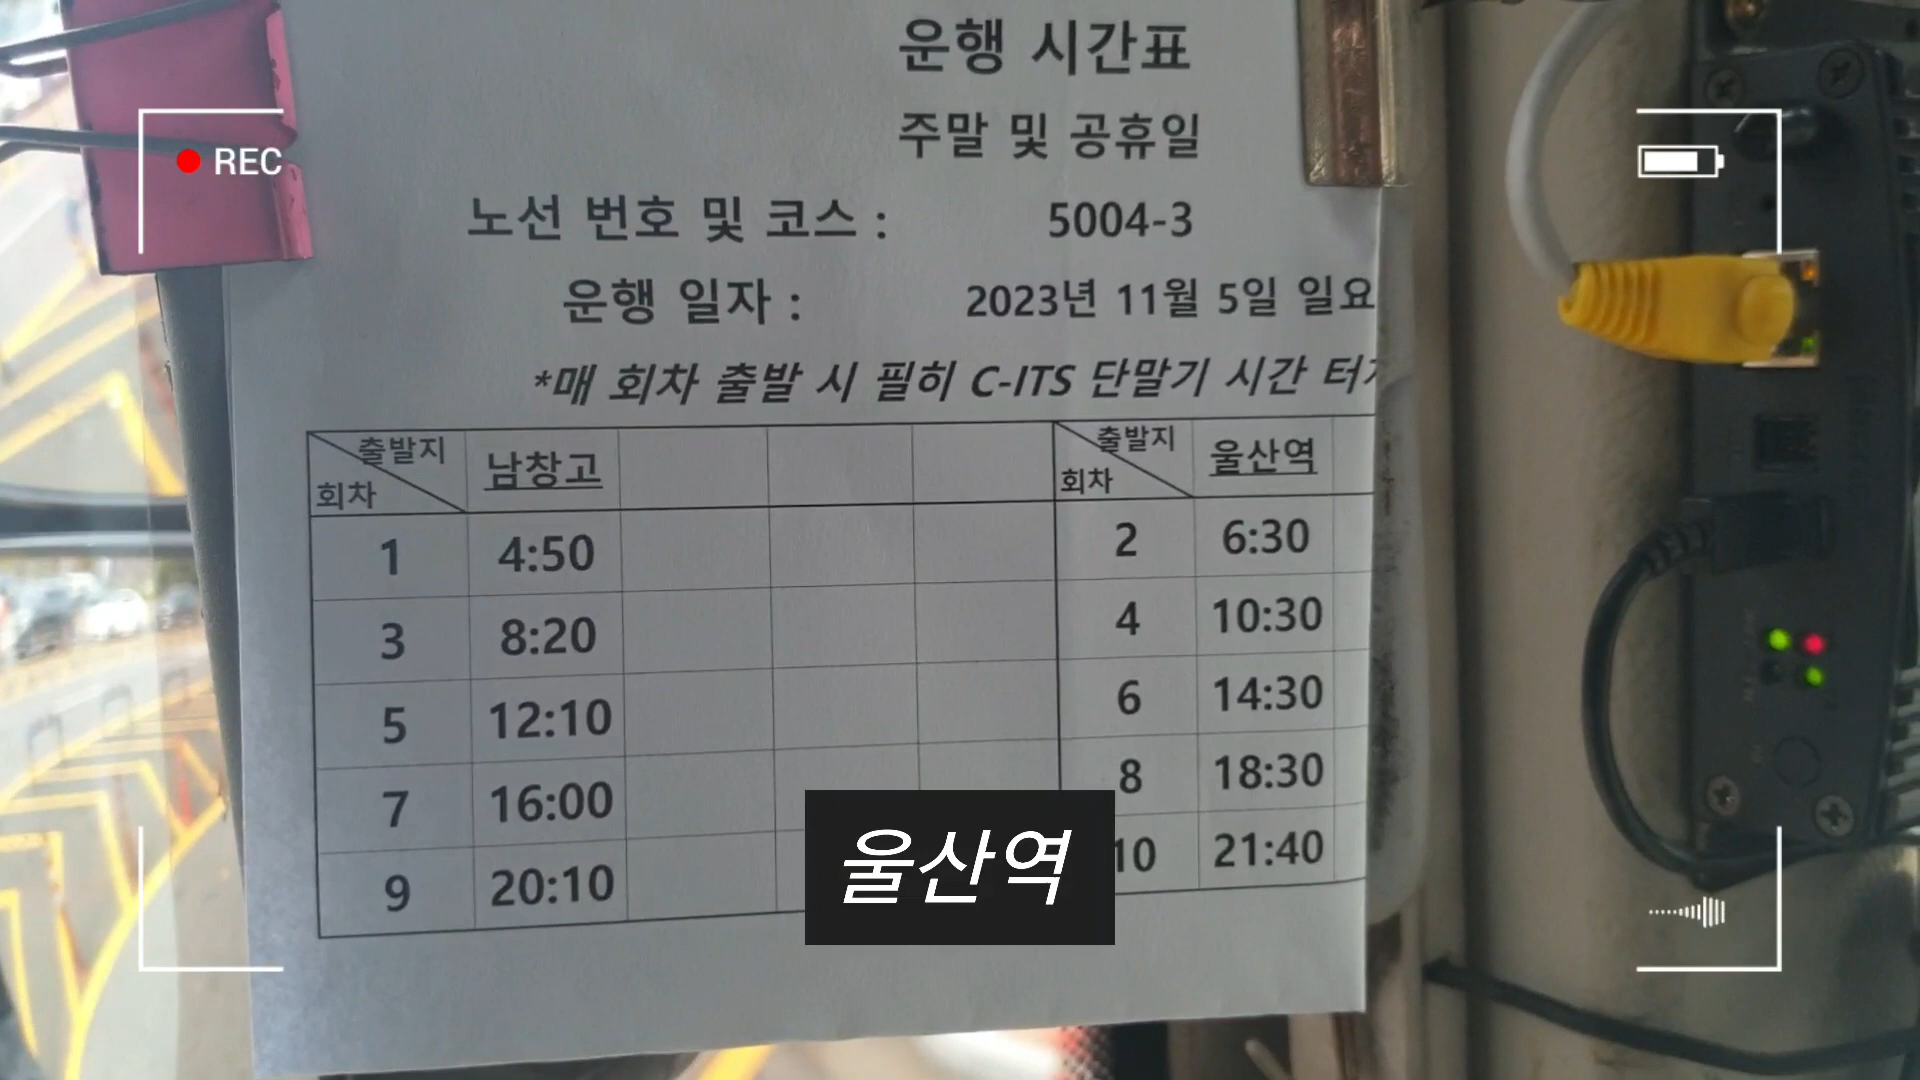 운행 시간표
주말 및 공휴일
REC
노선 번호 및 코스 : 5004-3
운행 일자 : 2023년 11월 5일 일요
*매 회차 출발 시 필히 C-ITS 단말기 시간
출발지 회차 남창고 출발지 회차 울산역
1 4:50 2 6:30
3 8:20 4 10:30
5 12:10 6 14:30
7 16:00 8 18:30
9 20:10 10 21:40
울산역